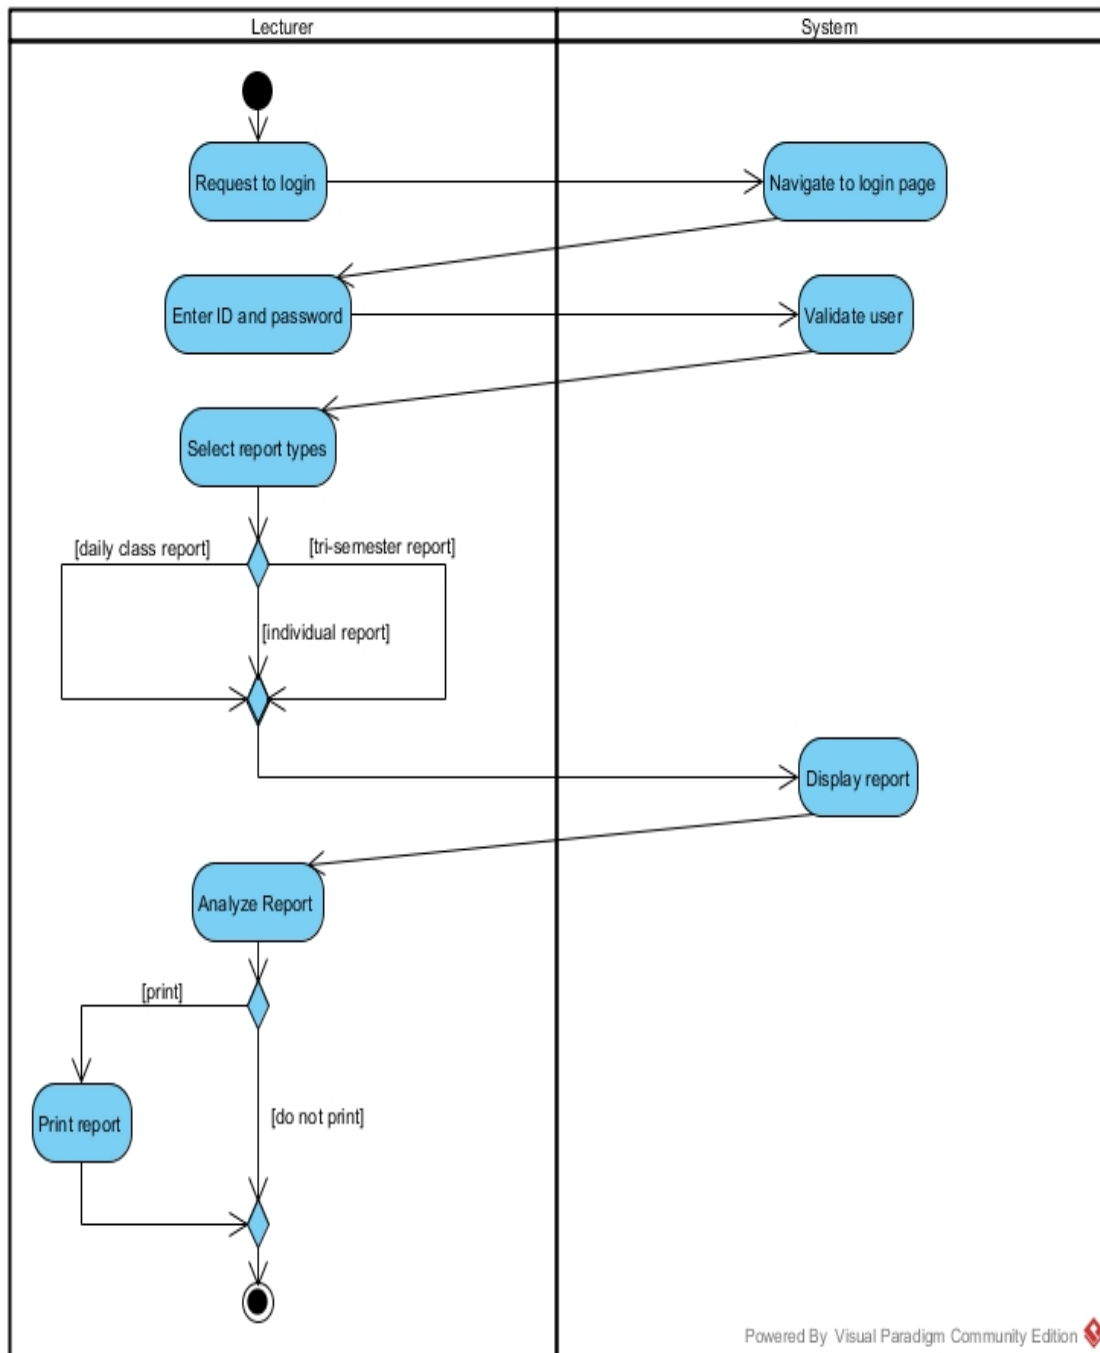 Lecturer
System
Request to login
Navigate to login page
Enter ID and password
Validate user
Select report types
[daily class report]
[tri-semester report]
[individual report]
Display report
Analyze Report
[print]
[do not print]
Print report
Powered By Visual Paradigm Community Edition